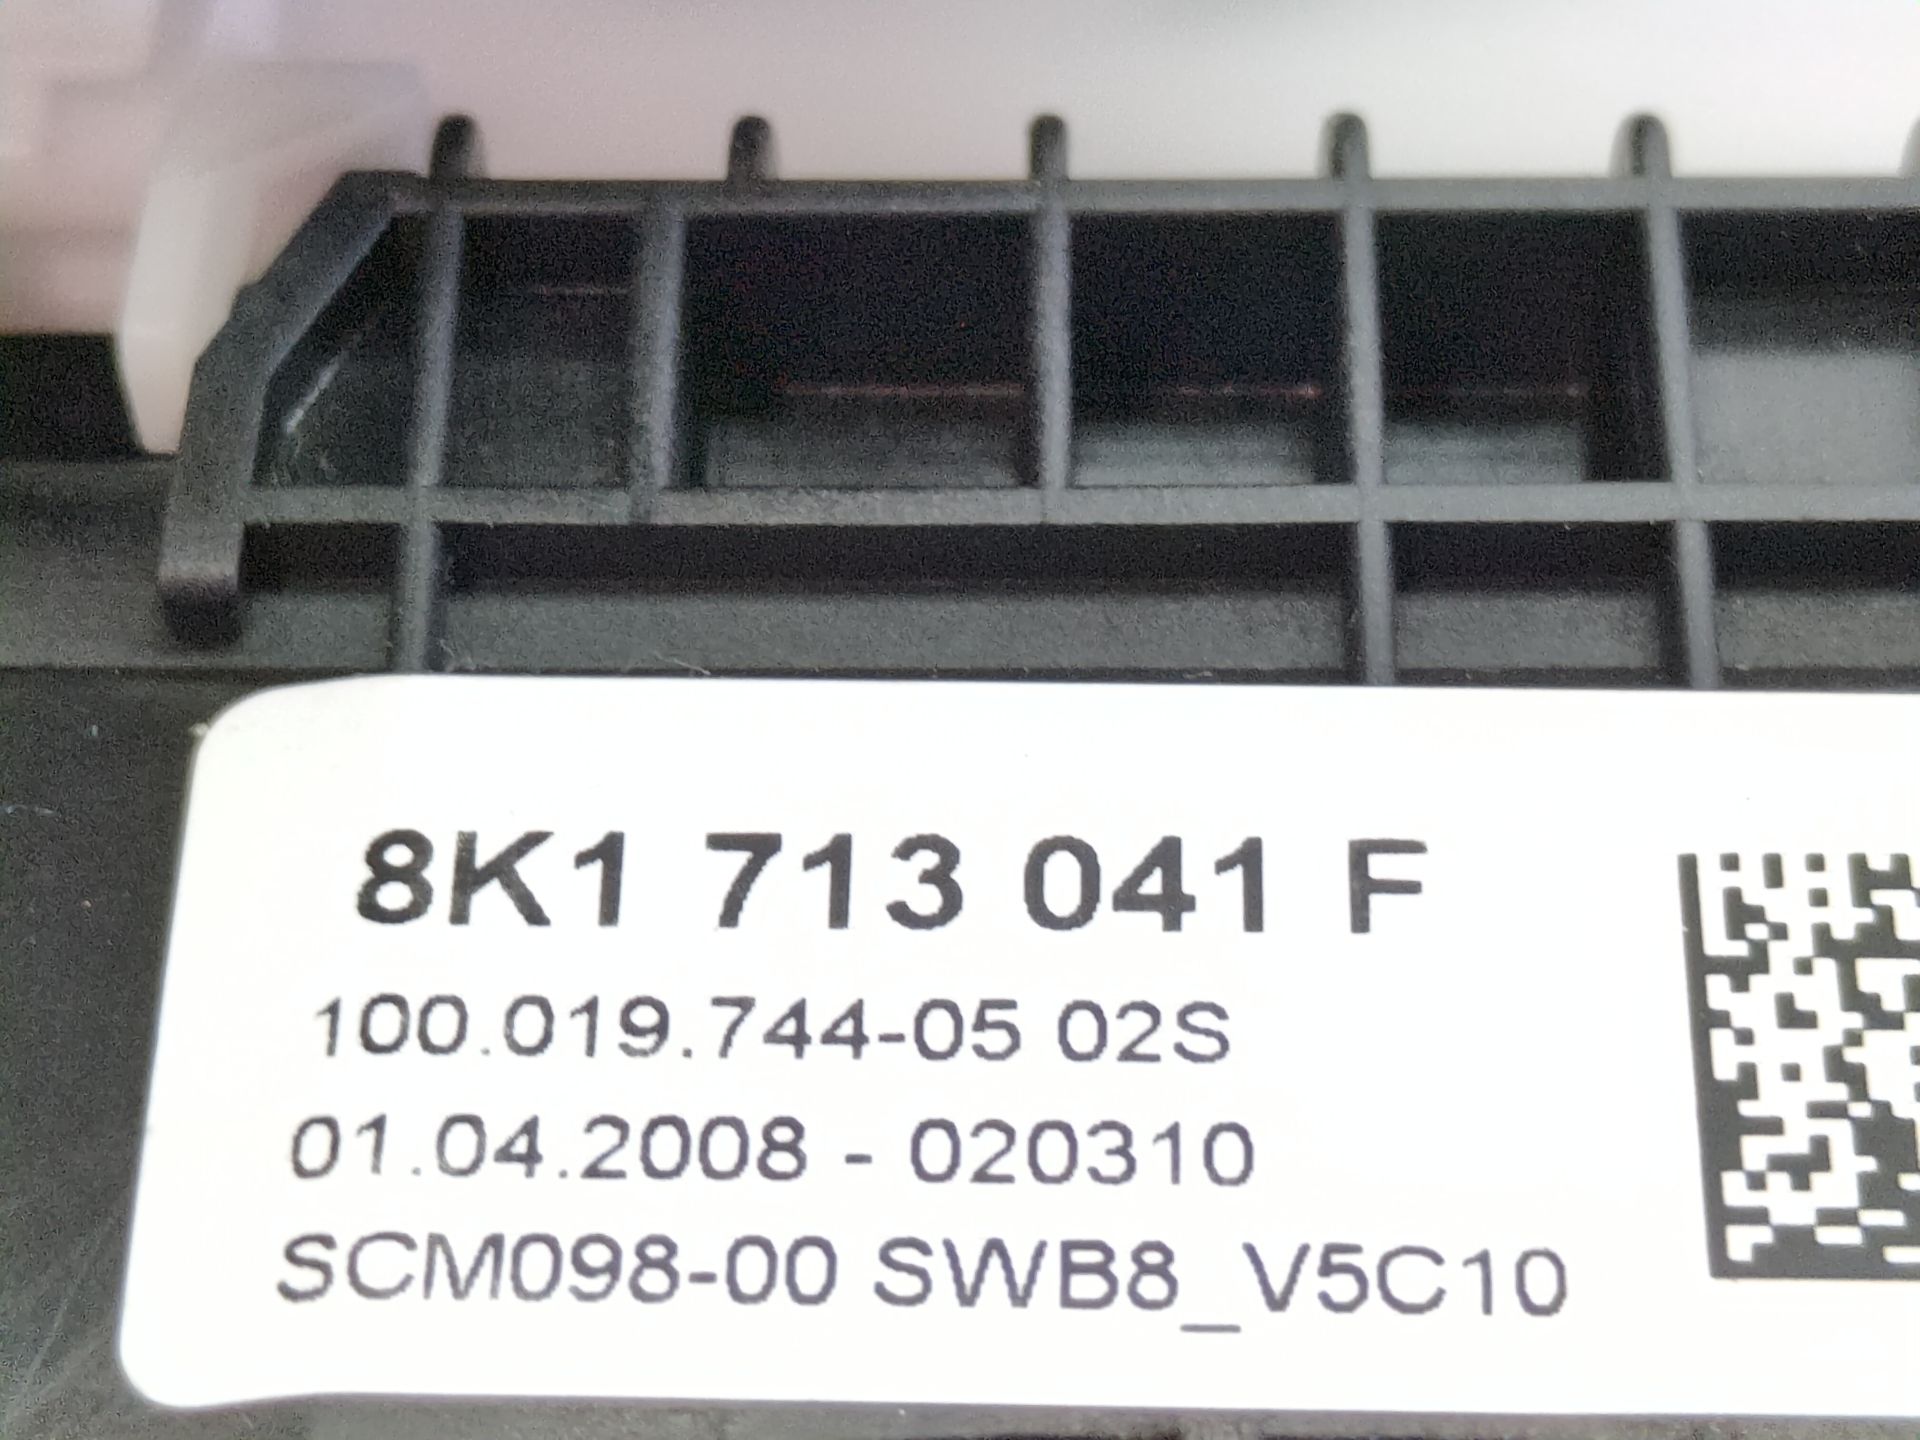 8K1 713 041 F
100.019.744-05 02S
01.04.2008 - 020310
SCM098-00 SWB8_V5C10